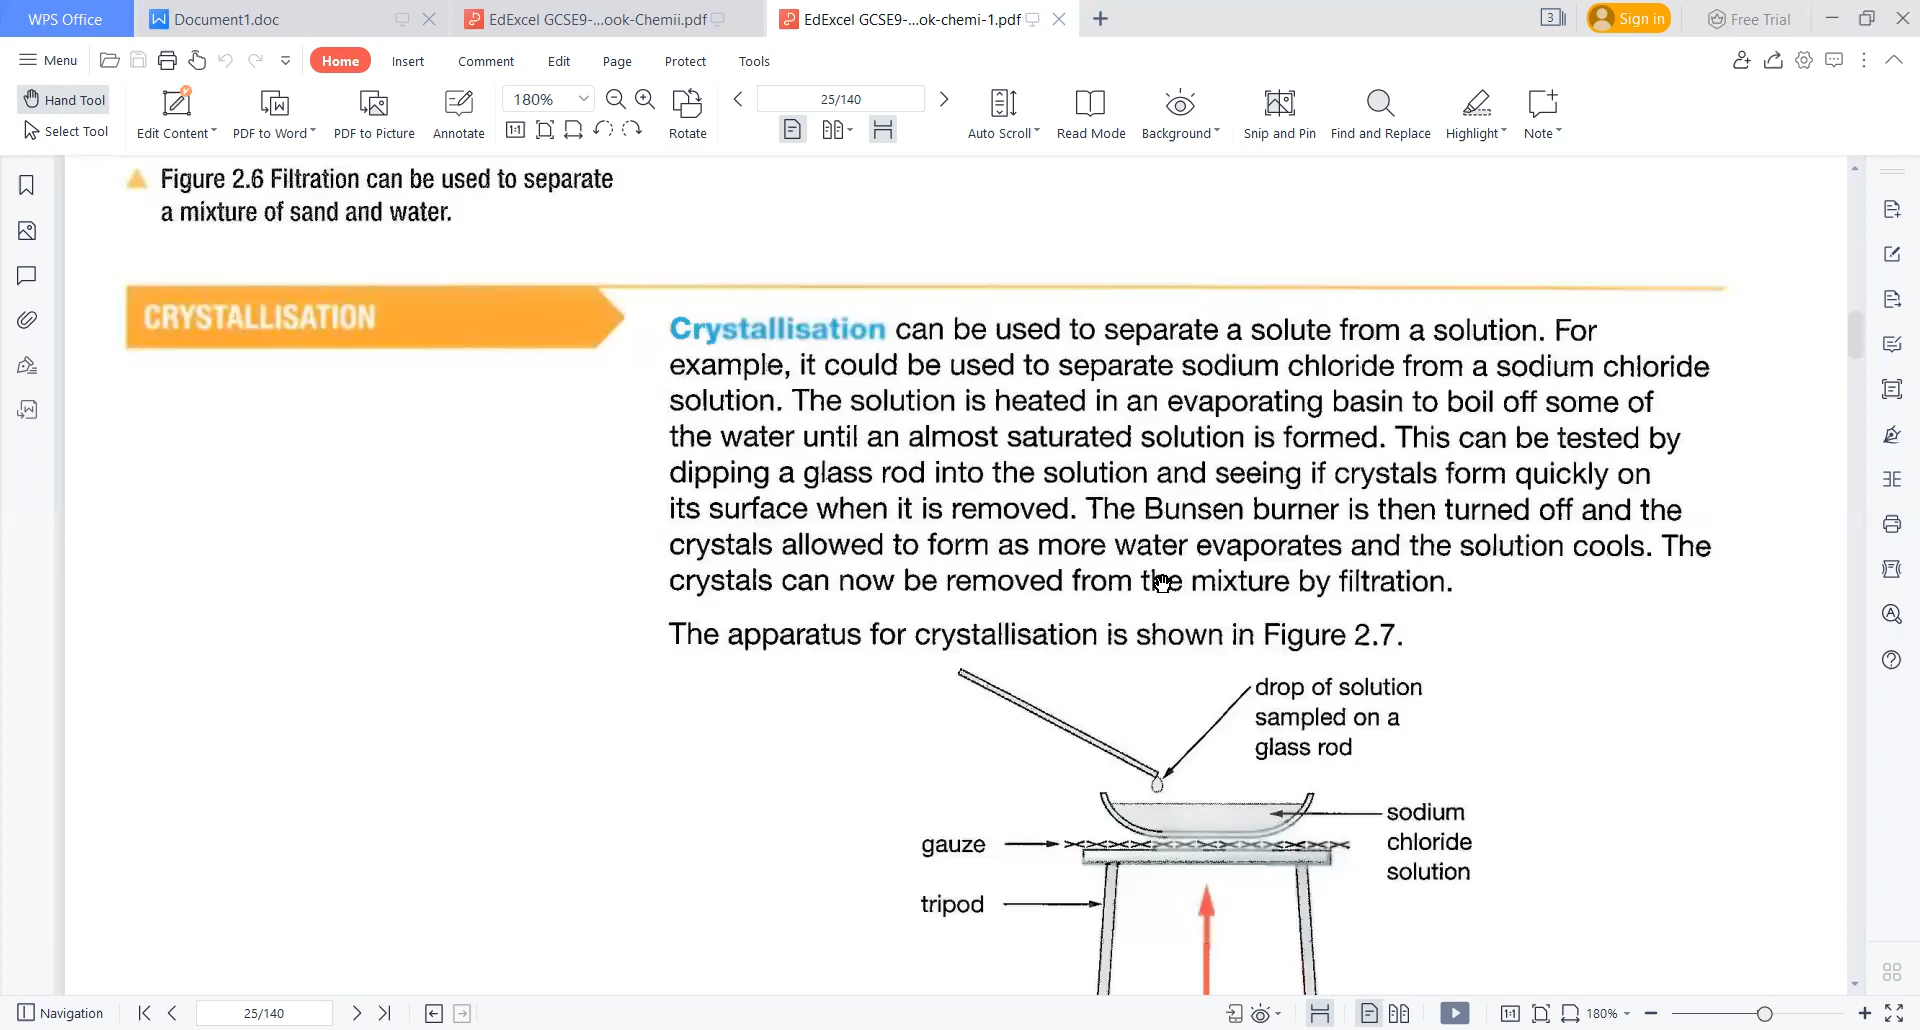 WPS Office
Document1.doc
EdExcel GCSE9-...ook-Chemii.pdf
EdExcel GCSE9-...ok-chemi-1.pdf
3
Sign in
Free Trial
Menu
Home
Insert
Comment
Edit
Page
Protect
Tools
Hand Tool
Select Tool
Edit Content
PDF to Word
PDF to Picture
Annotate
180%
1:1
Rotate
25/140
Auto Scroll
Read Mode
Background
Snip and Pin
Find and Replace
Highlight
Note
Figure 2.6 Filtration can be used to separate
a mixture of sand and water.
CRYSTALLISATION
Crystallisation can be used to separate a solute from a solution. For
example, it could be used to separate sodium chloride from a sodium chloride
solution. The solution is heated in an evaporating basin to boil off some of
the water until an almost saturated solution is formed. This can be tested by
dipping a glass rod into the solution and seeing if crystals form quickly on
its surface when it is removed. The Bunsen burner is then turned off and the
crystals allowed to form as more water evaporates and the solution cools. The
crystals can now be removed from the mixture by filtration.
The apparatus for crystallisation is shown in Figure 2.7.
drop of solution
sampled on a
glass rod
sodium
chloride
solution
gauze
tripod
Navigation
25/140
1:1
180%